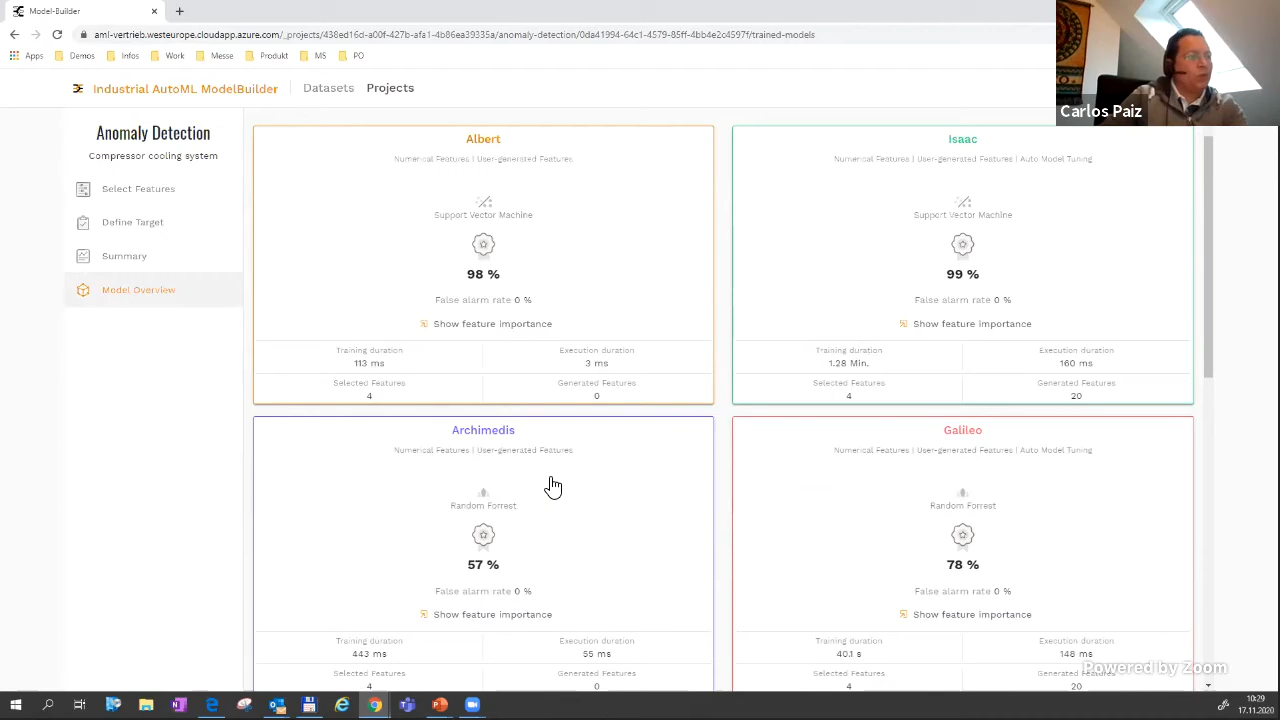 Model-Builder
aml-vertrieb.westeurope.cloudapp.azure.com/_projects/438ed15d-a00f-427b-afa1-4b86ea39335a/anomaly-detection/0da41994-64c1-4579-85ff-4bb4e2c4597f/trained-models
Apps Demos Infos Work Messe Produkt MS O
Carlos Paiz
Industrial AutoML ModelBuilder Datasets Projects
Anomaly Detection
Compressor cooling system
Select Features
Define Target
Summary
Model Overview
Albert
Numerical Features | User-generated Features
Support Vector Machine
98 %
False alarm rate 0 %
Show feature importance
Training duration Execution duration
113 ms 3 ms
Selected Features Generated Features
4 0
Isaac
Numerical Features | User-generated Features | Auto Model Tuning
Support Vector Machine
99 %
False alarm rate 0 %
Show feature importance
Training duration Execution duration
1.28 Min. 160 ms
Selected Features Generated Features
4 20
Archimedis
Numerical Features | User-generated Features
Random Forrest
57 %
False alarm rate 0 %
Show feature importance
Training duration Execution duration
443 ms 55 ms
Selected Features Generated Features
4 0
Galileo
Numerical Features | User-generated Features | Auto Model Tuning
Random Forrest
78 %
False alarm rate 0 %
Show feature importance
Training duration Execution duration
40.1 s 148 ms
Selected Features Generated Features
4 20
Powered by Zoom
10:29
17.11.2020